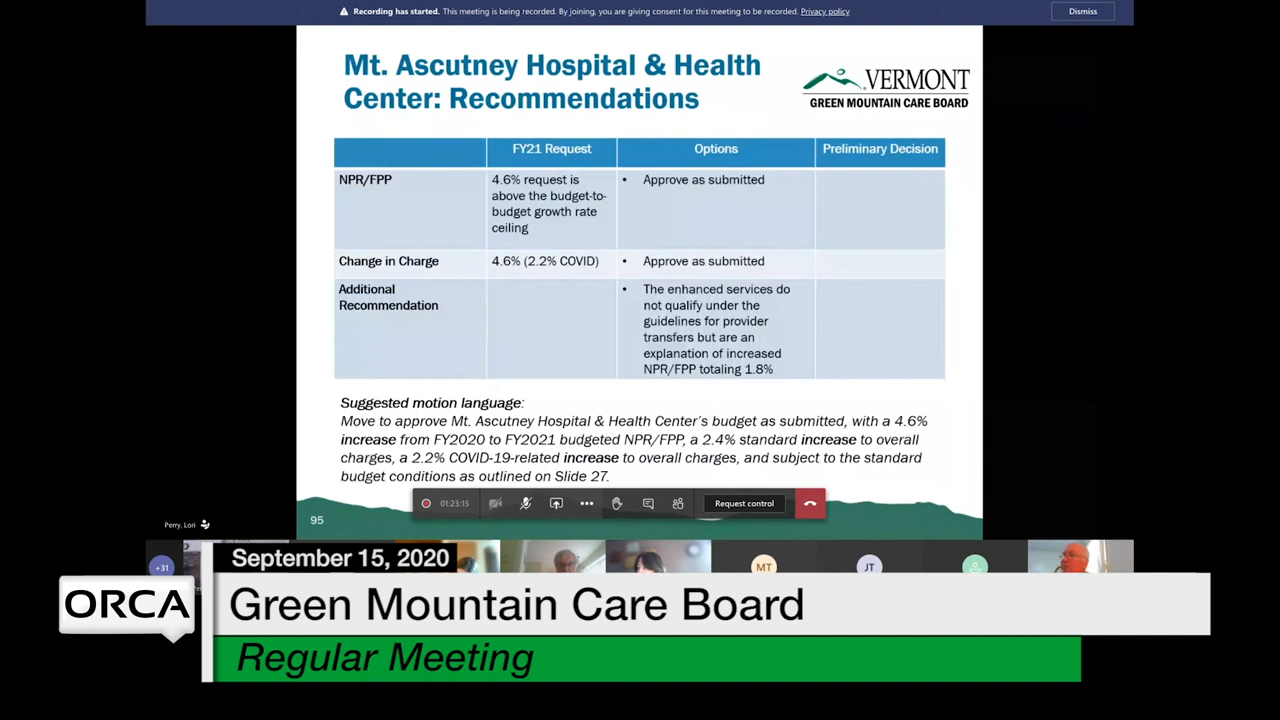 Recording has started. This meeting is being recorded. By joining, you are giving consent for this meeting to be recorded. Privacy policy
Dismiss
Mt. Ascutney Hospital & Health
Center: Recommendations
VERMONT
GREEN MOUNTAIN CARE BOARD
FY21 Request
Options
Preliminary Decision
NPR/FPP
4.6% request is
above the budget-to-
budget growth rate
ceiling
• Approve as submitted
Change in Charge
4.6% (2.2% COVID)
• Approve as submitted
Additional
Recommendation
• The enhanced services do
not qualify under the
guidelines for provider
transfers but are an
explanation of increased
NPR/FPP totaling 1.8%
Suggested motion language:
Move to approve Mt. Ascutney Hospital & Health Center's budget as submitted, with a 4.6%
increase from FY2020 to FY2021 budgeted NPR/FPP, a 2.4% standard increase to overall
charges, a 2.2% COVID-19-related increase to overall charges, and subject to the standard
budget conditions as outlined on Slide 27.
01:23:15
Request control
95
Perry, Lori
+31
MT
JT
September 15, 2020
ORCA
Green Mountain Care Board
Regular Meeting